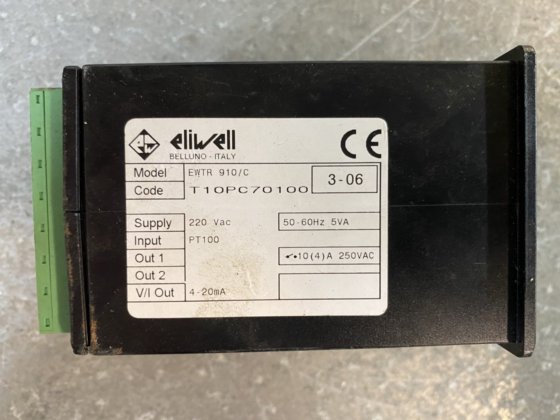 eliwell
BELLUNO - ITALY
CE
Model EWTR 910/C
Code T10PC70100
3-06
Supply 220 Vac 50-60Hz 5VA
Input PT100
Out 1 10(4)A 250VAC
Out 2
V/I Out 4-20mA